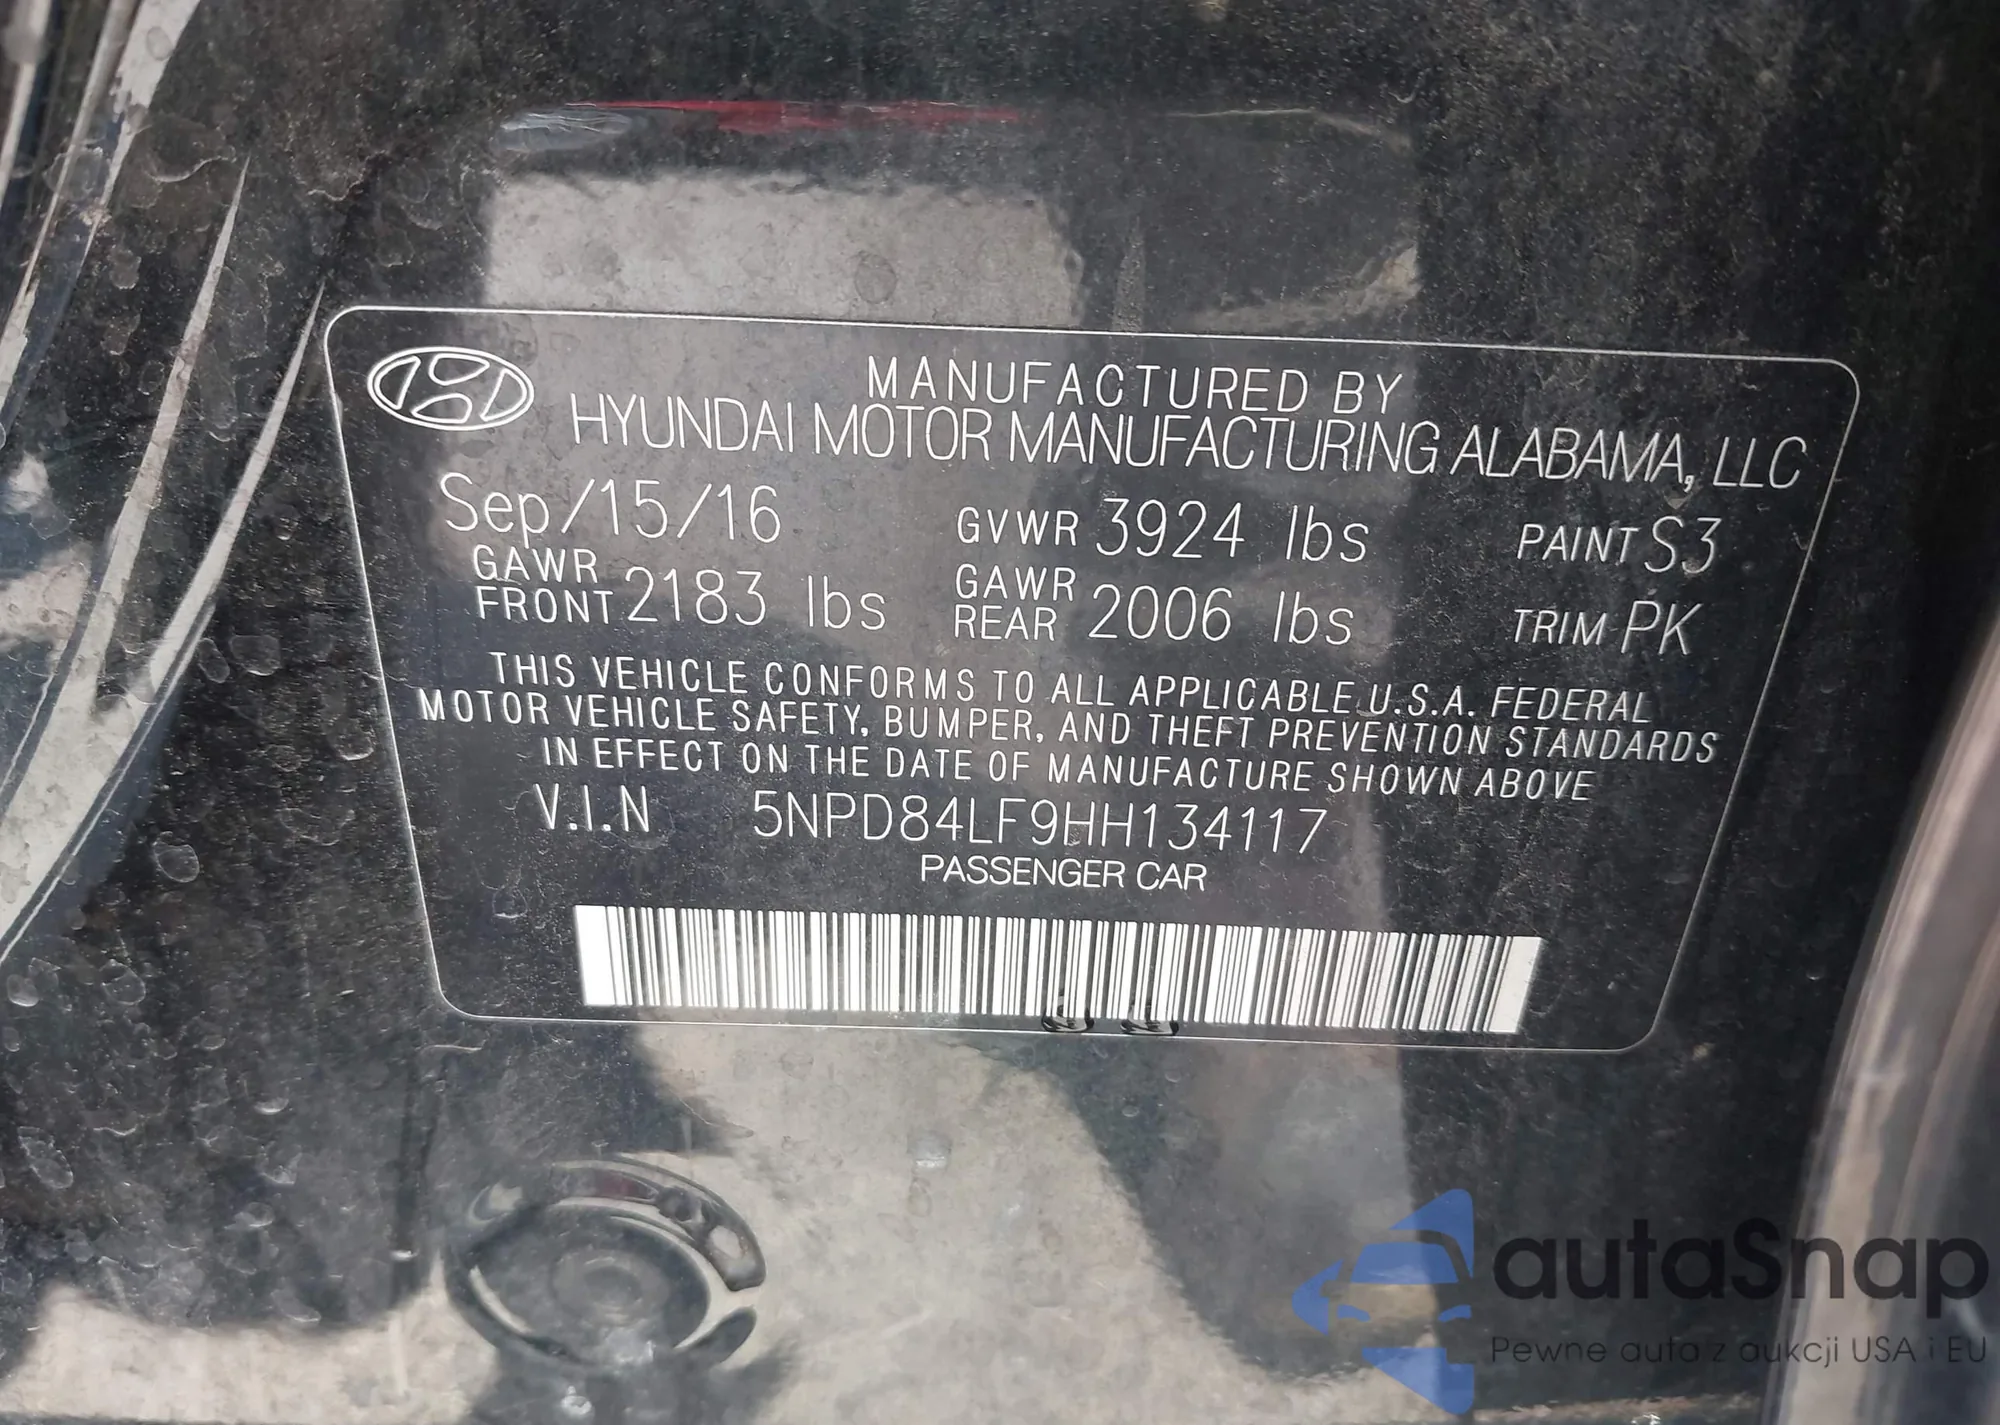 MANUFACTURED BY
HYUNDAI MOTOR MANUFACTURING ALABAMA, LLC
Sep/15/16 GVWR 3924 lbs PAINT S3
GAWR FRONT 2183 lbs GAWR REAR 2006 lbs TRIM PK
THIS VEHICLE CONFORMS TO ALL APPLICABLE U.S.A. FEDERAL
MOTOR VEHICLE SAFETY, BUMPER, AND THEFT PREVENTION STANDARDS
IN EFFECT ON THE DATE OF MANUFACTURE SHOWN ABOVE
V.I.N 5NPD84LF9HH134117
PASSENGER CAR
autaSnap
Pewne auta z aukcji USA i EU